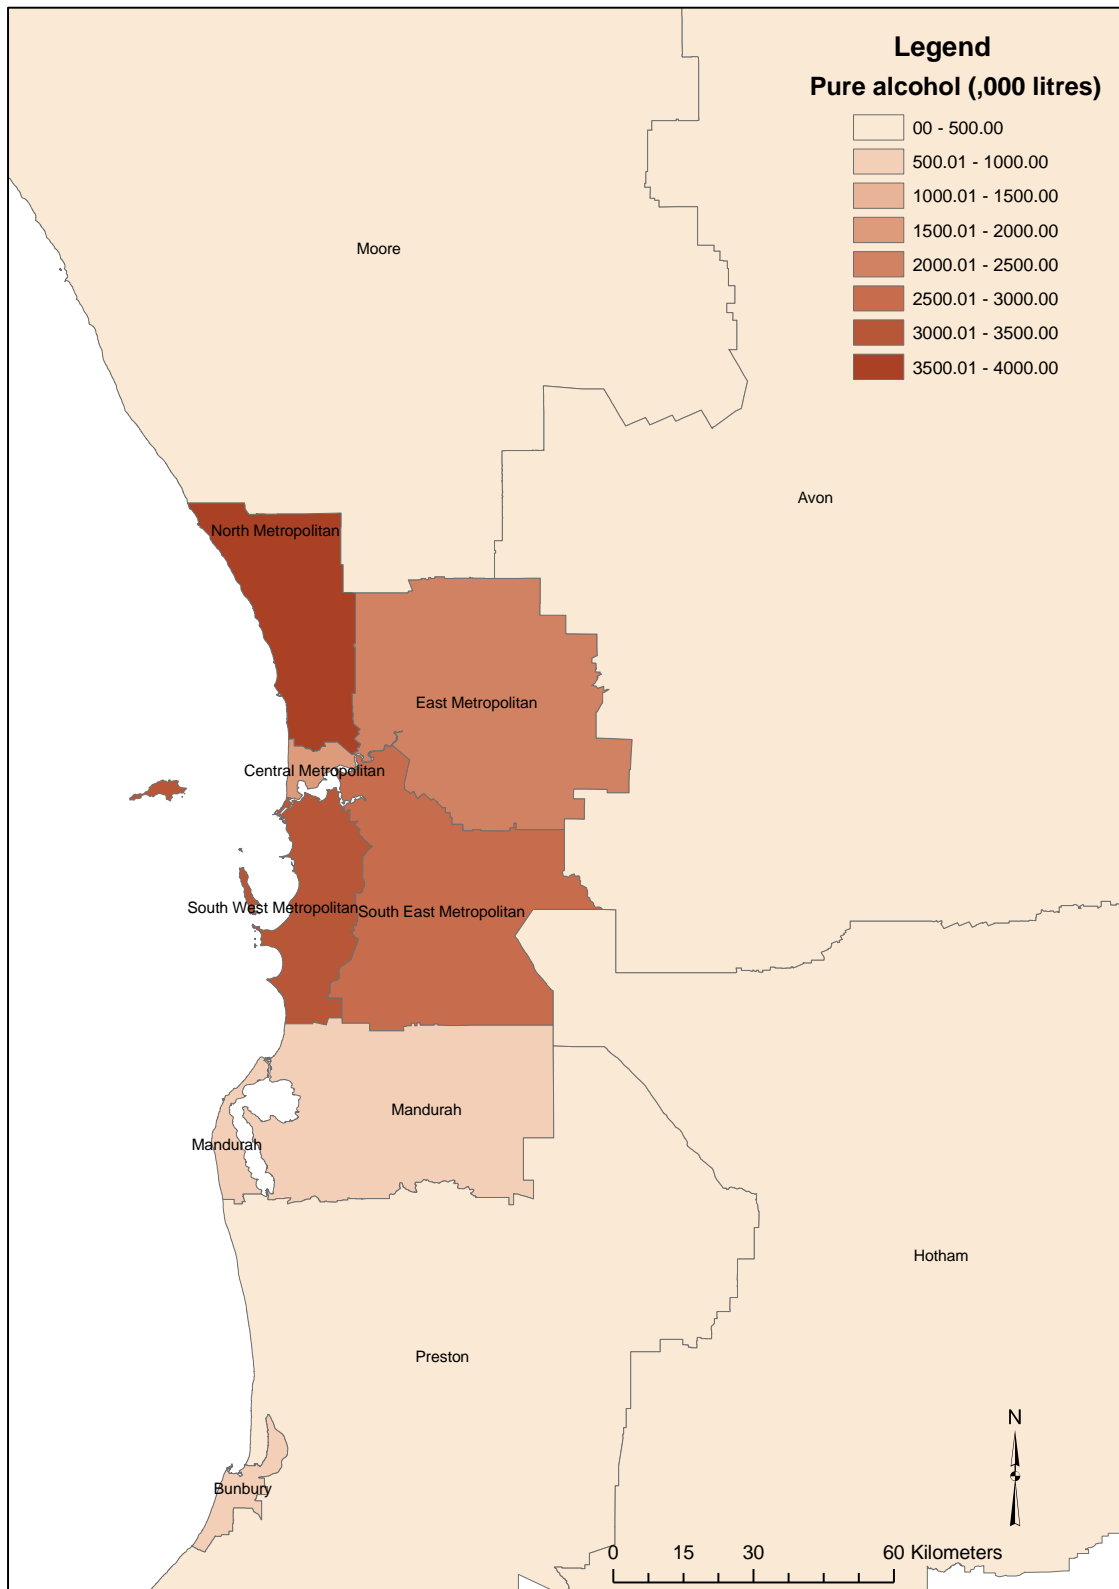 Legend
Pure alcohol (,000 litres)
00 - 500.00
500.01 - 1000.00
1000.01 - 1500.00
1500.01 - 2000.00
2000.01 - 2500.00
2500.01 - 3000.00
3000.01 - 3500.00
3500.01 - 4000.00
Moore
Avon
North Metropolitan
East Metropolitan
Central Metropolitan
South West Metropolitan
South East Metropolitan
Mandurah
Mandurah
Hotham
Preston
Bunbury
N
0 15 30 60 Kilometers